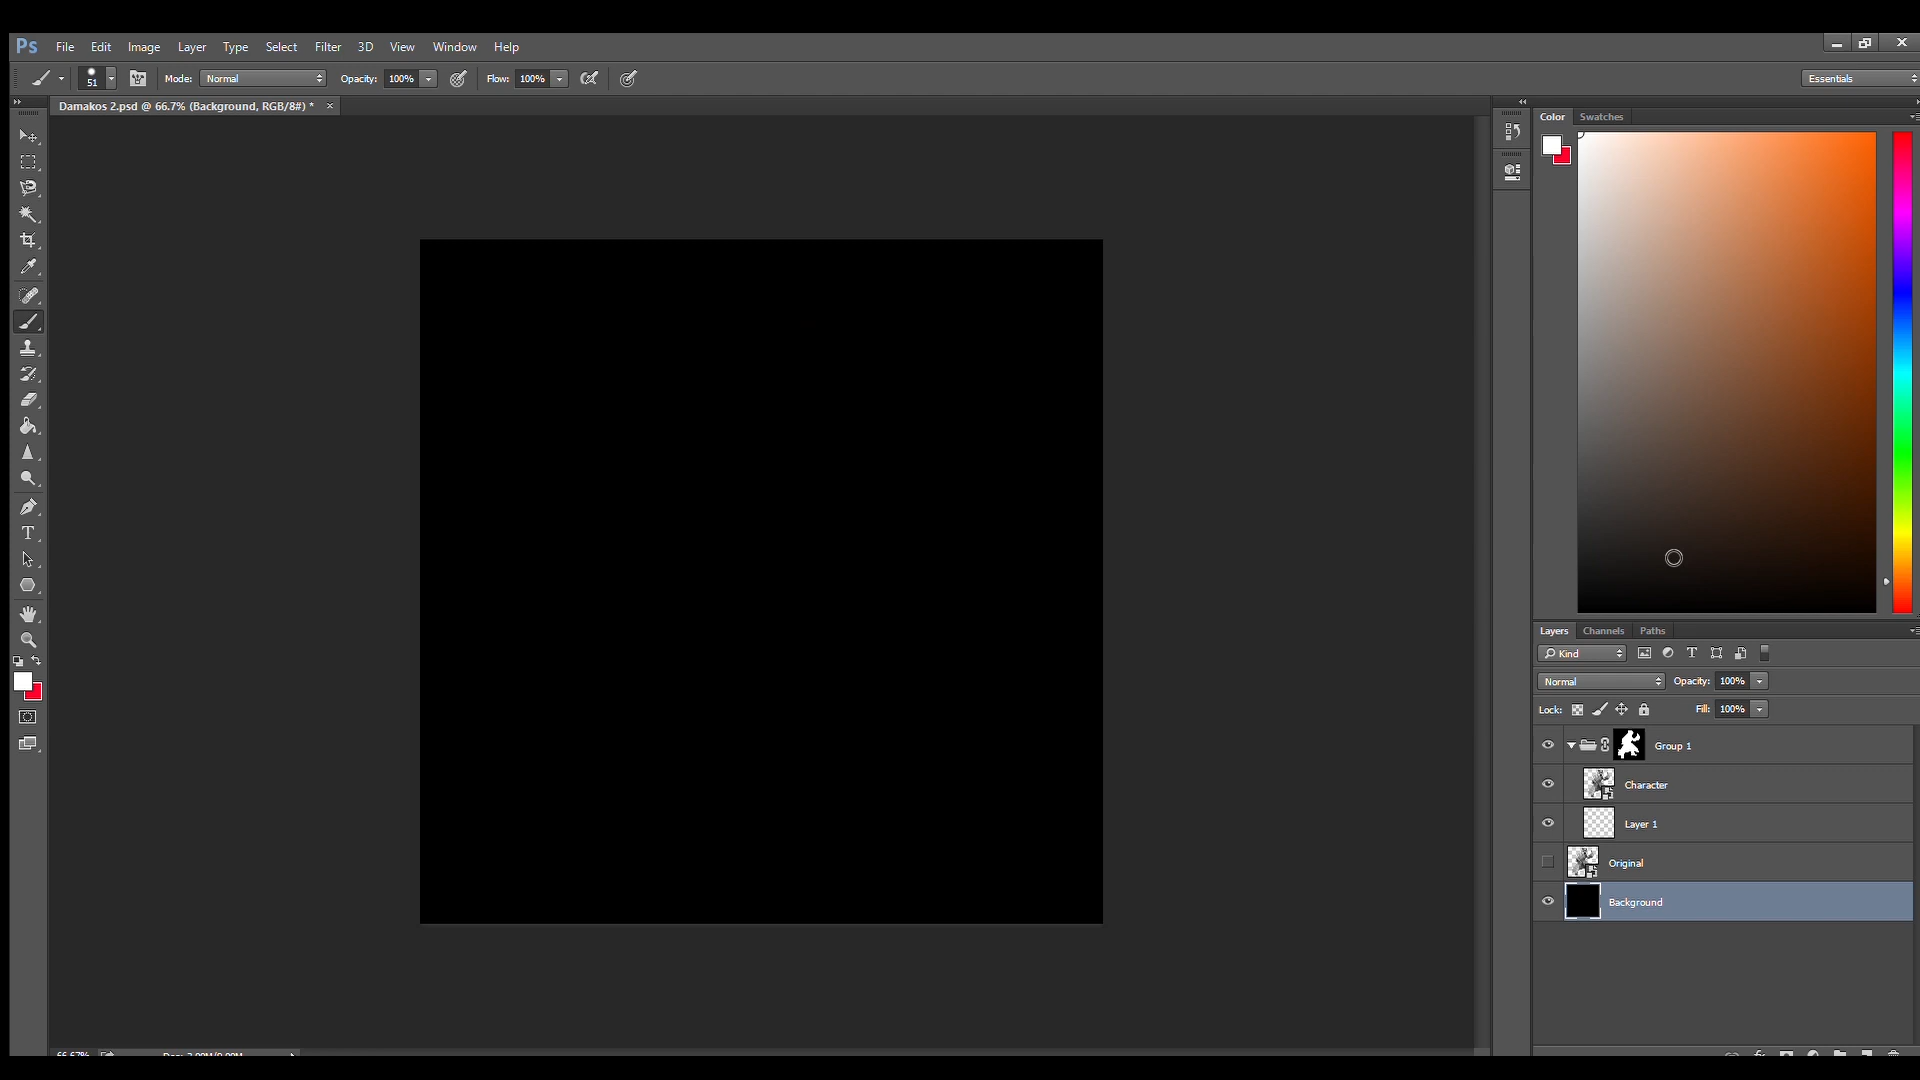 Ps File Edit Image Layer Type Select Filter 3D View Window Help
51 Mode: Normal Opacity: 100% Flow: 100% Essentials
Damakos 2.psd @ 66.7% (Background, RGB/8#) * ×
Color Swatches
Layers Channels Paths
Kind
Normal Opacity: 100%
Lock: Fill: 100%
Group 1
Character
Layer 1
Original
Background
66.67%